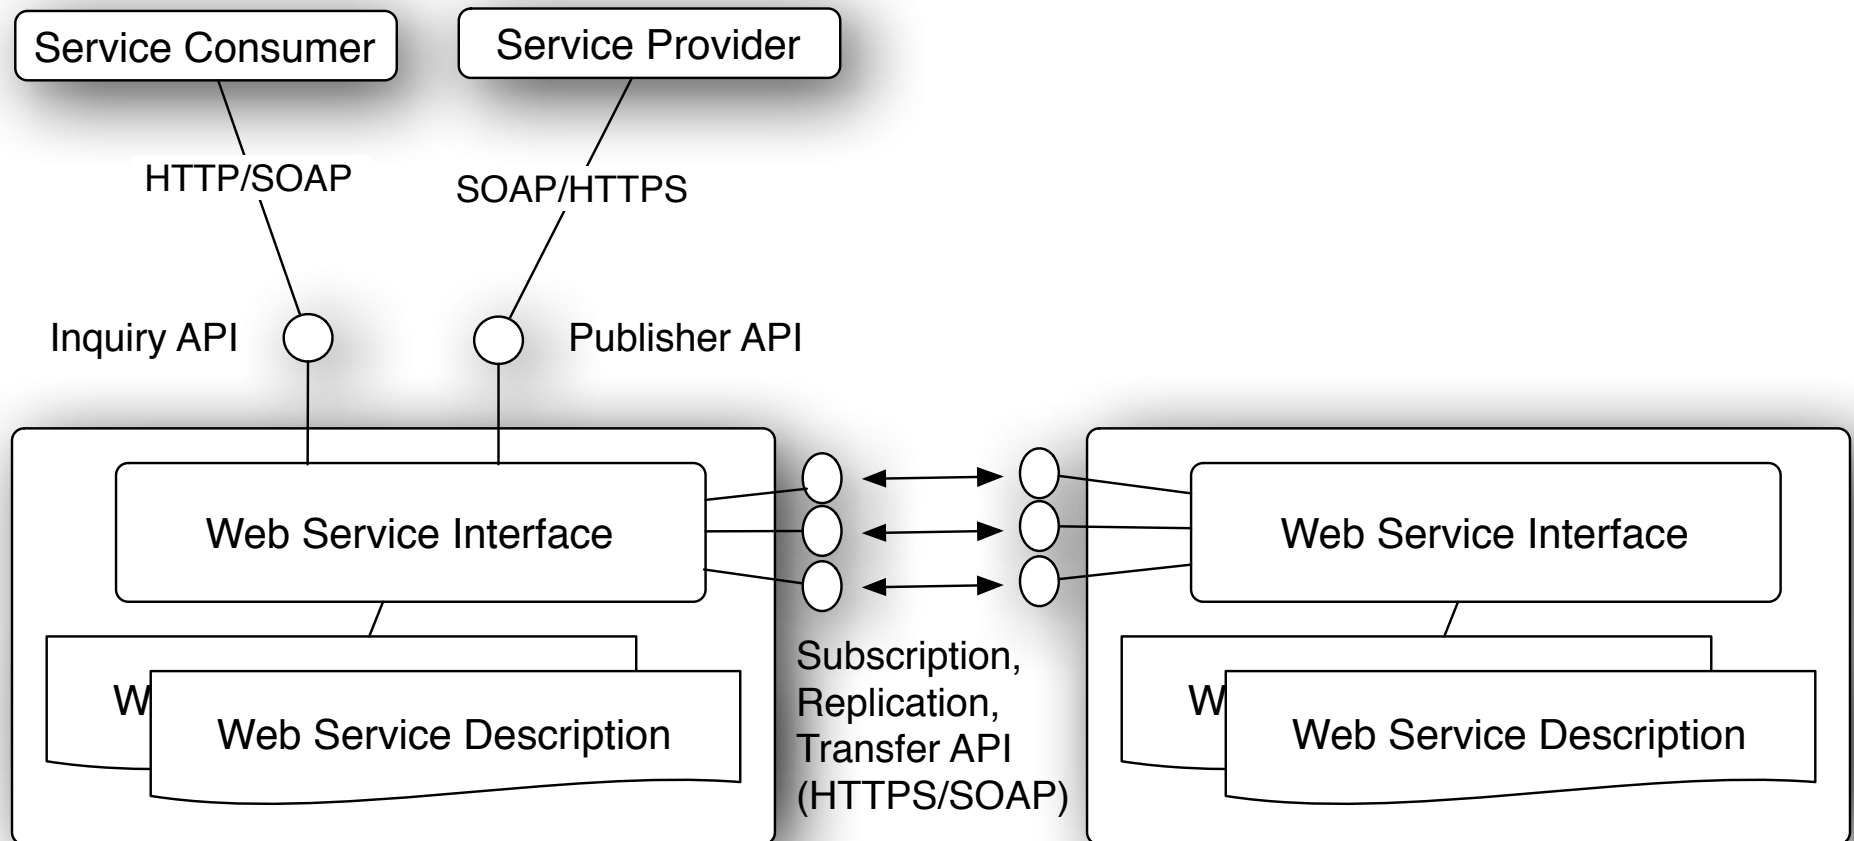 Service Consumer
Service Provider
HTTP/SOAP
SOAP/HTTPS
Inquiry API
Publisher API
Web Service Interface
Web Service Interface
Subscription,
Replication,
Transfer API
(HTTPS/SOAP)
W
Web Service Description
W
Web Service Description